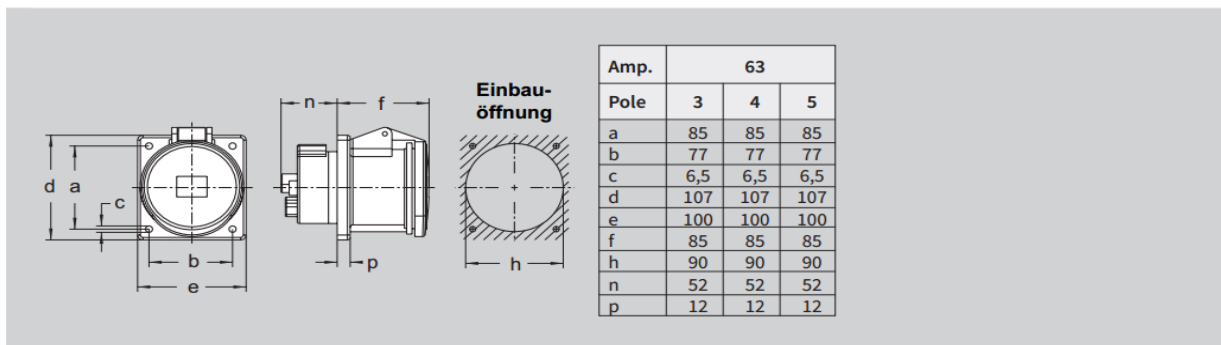 n
f
Einbau-
öffnung
d
a
c
b
e
p
h
Amp. 63
Pole 3 4 5
a 85 85 85
b 77 77 77
c 6,5 6,5 6,5
d 107 107 107
e 100 100 100
f 85 85 85
h 90 90 90
n 52 52 52
p 12 12 12